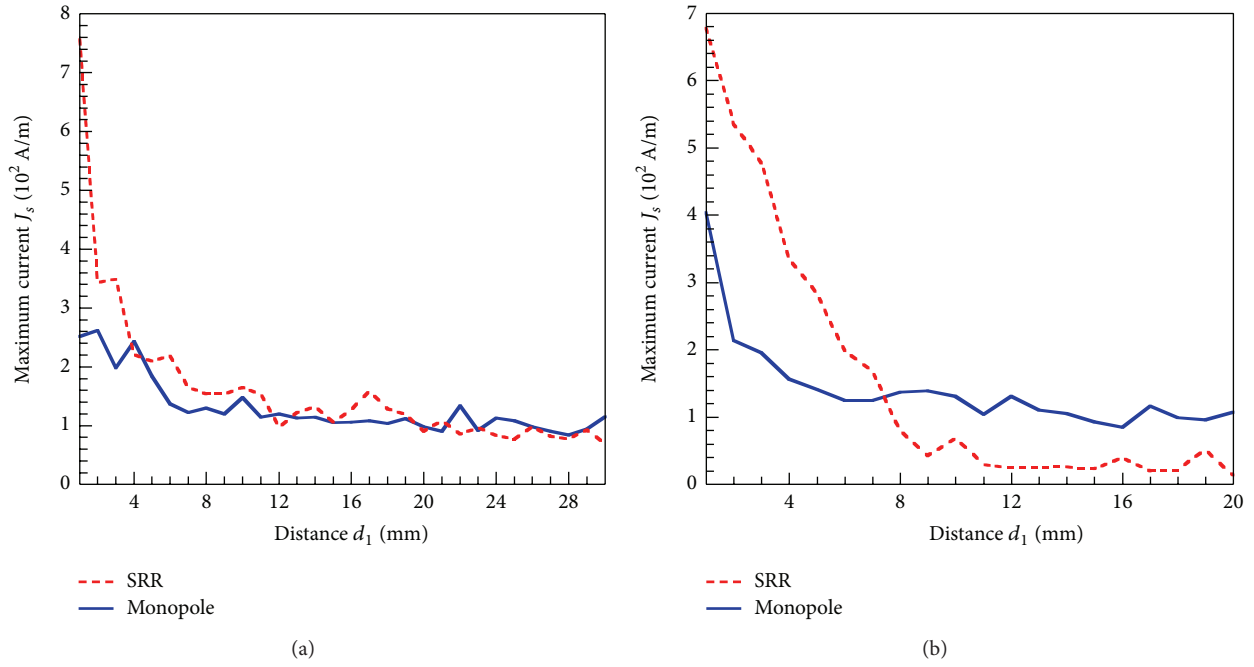 8
7
6
5
4
3
2
1
0
Maximum current J_s (10^2 A/m)
4 8 12 16 20 24 28
Distance d_1 (mm)
SRR
Monopole
(a)
7
6
5
4
3
2
1
0
Maximum current J_s (10^2 A/m)
4 8 12 16 20
Distance d_1 (mm)
SRR
Monopole
(b)